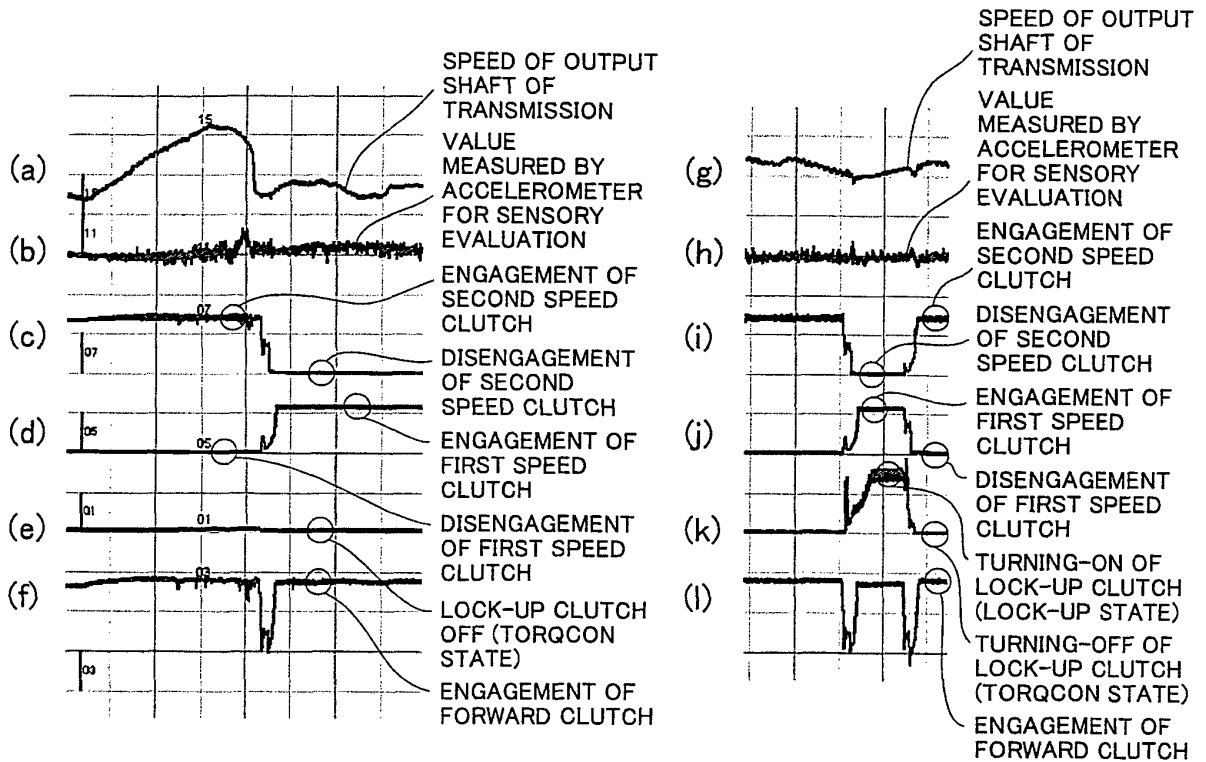 SPEED OF OUTPUT
SHAFT OF
TRANSMISSION
VALUE
MEASURED BY
ACCELEROMETER
FOR SENSORY
EVALUATION
ENGAGEMENT OF
SECOND SPEED
CLUTCH
DISENGAGEMENT
OF SECOND
SPEED CLUTCH
ENGAGEMENT OF
FIRST SPEED
CLUTCH
DISENGAGEMENT
OF FIRST SPEED
CLUTCH
LOCK-UP CLUTCH
OFF (TORQCON
STATE)
ENGAGEMENT OF
FORWARD CLUTCH
(a)
15
(b)
11
(c)
07
07
(d)
05
05
(e)
01
01
(f)
03
03
SPEED OF OUTPUT
SHAFT OF
TRANSMISSION
VALUE
MEASURED BY
ACCELEROMETER
FOR SENSORY
EVALUATION
ENGAGEMENT OF
SECOND SPEED
CLUTCH
DISENGAGEMENT
OF SECOND
SPEED CLUTCH
ENGAGEMENT OF
FIRST SPEED
CLUTCH
DISENGAGEMENT
OF FIRST SPEED
CLUTCH
TURNING-ON OF
LOCK-UP CLUTCH
(LOCK-UP STATE)
TURNING-OFF OF
LOCK-UP CLUTCH
(TORQCON STATE)
ENGAGEMENT OF
FORWARD CLUTCH
(g)
(h)
(i)
(j)
(k)
(l)